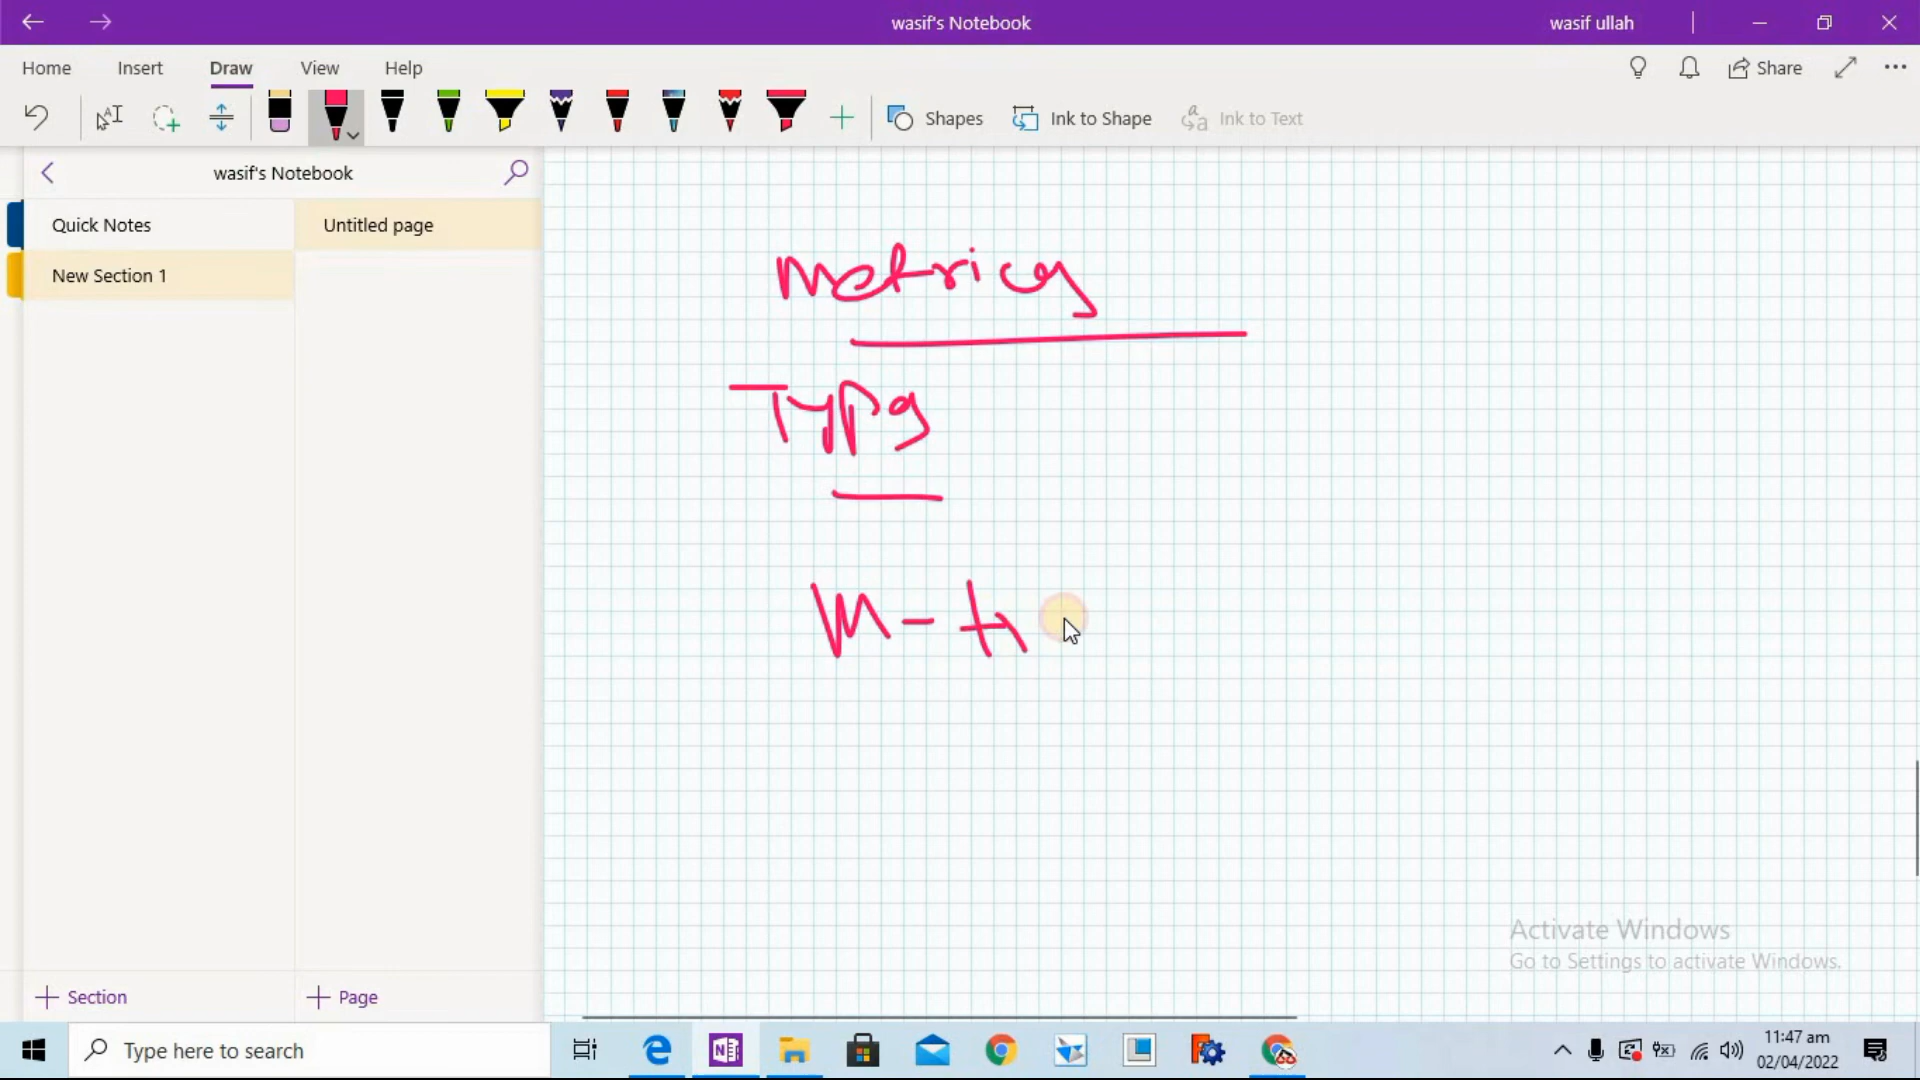 wasif's Notebook
wasif ullah
Home Insert Draw View Help
Share
Shapes
Ink to Shape
Ink to Text
wasif's Notebook
Quick Notes
Untitled page
New Section 1
Metrics
Types
M-
Activate Windows
Go to Settings to activate Windows.
Section
Page
Type here to search
11:47 am
02/04/2022